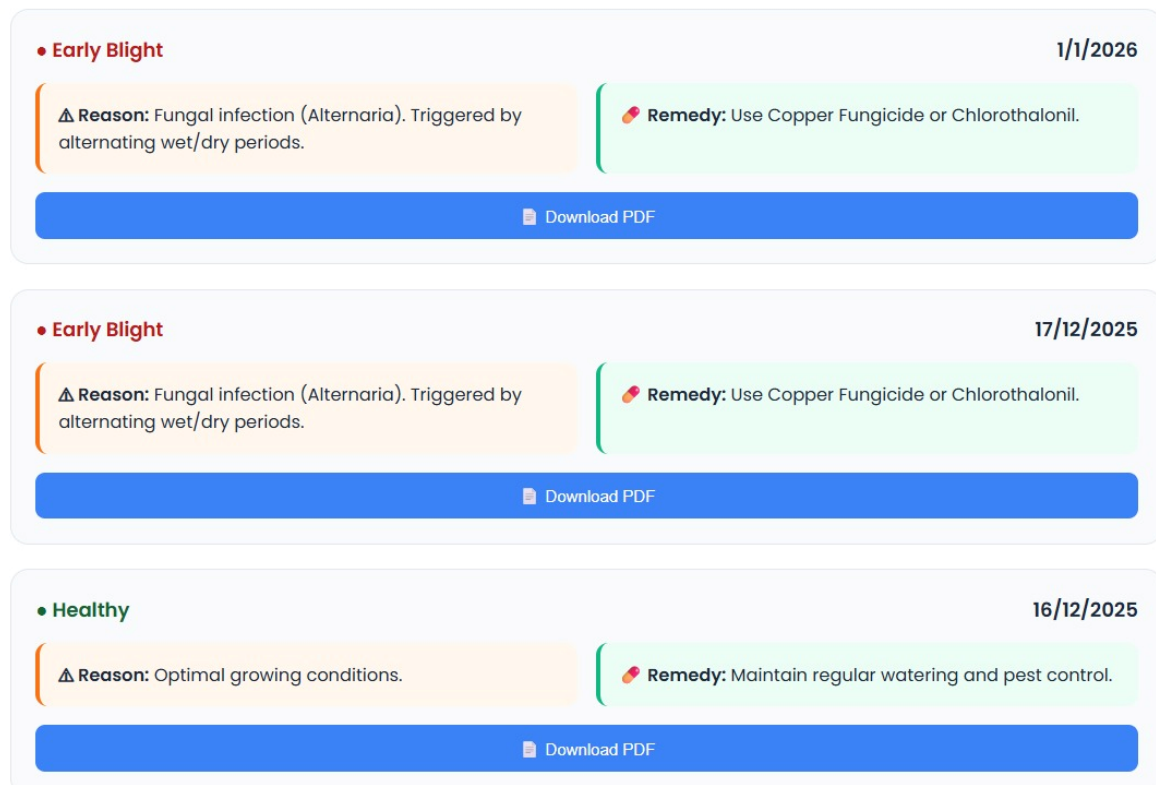 ● Early Blight 1/1/2026
⚠ Reason: Fungal infection (Alternaria). Triggered by
alternating wet/dry periods.
💊 Remedy: Use Copper Fungicide or Chlorothalonil.
📄 Download PDF
● Early Blight 17/12/2025
⚠ Reason: Fungal infection (Alternaria). Triggered by
alternating wet/dry periods.
💊 Remedy: Use Copper Fungicide or Chlorothalonil.
📄 Download PDF
● Healthy 16/12/2025
⚠ Reason: Optimal growing conditions.
💊 Remedy: Maintain regular watering and pest control.
📄 Download PDF